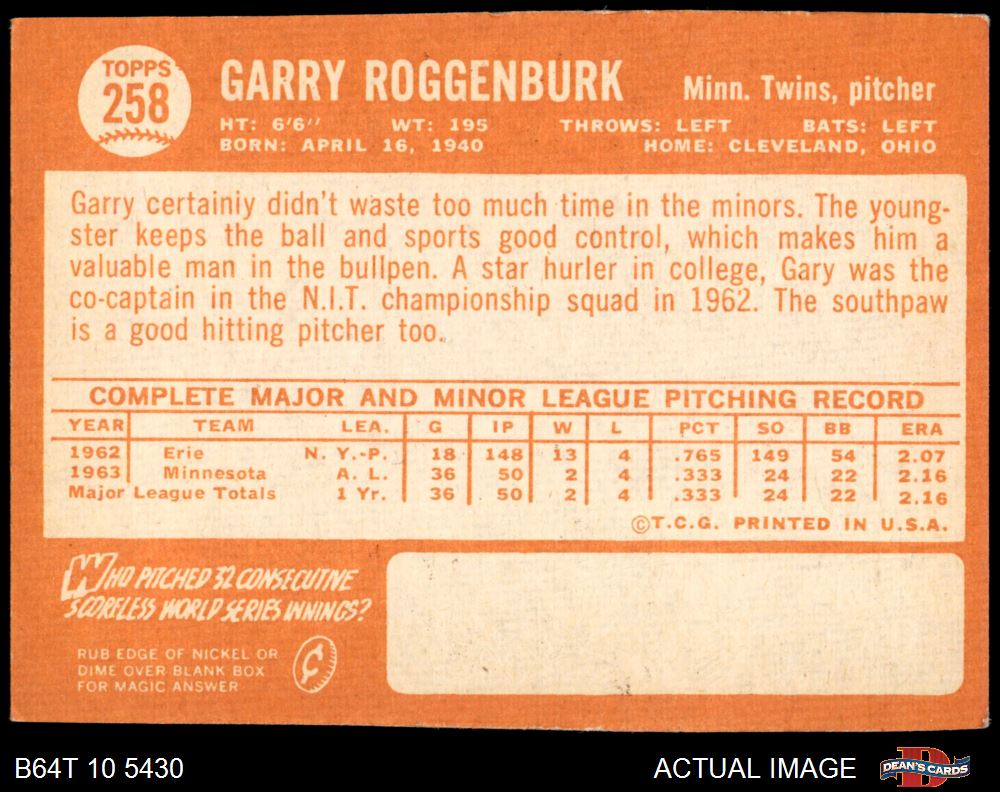 TOPPS
258
GARRY ROGGENBURK
Minn. Twins, pitcher
HT: 6'6" WT: 195 THROWS: LEFT BATS: LEFT
BORN: APRIL 16, 1940 HOME: CLEVELAND, OHIO
Garry certainiy didn't waste too much time in the minors. The young-
ster keeps the ball and sports good control, which makes him a
valuable man in the bullpen. A star hurler in college, Gary was the
co-captain in the N.I.T. championship squad in 1962. The southpaw
is a good hitting pitcher too.
COMPLETE MAJOR AND MINOR LEAGUE PITCHING RECORD
YEAR TEAM LEA. G IP W L PCT SO BB ERA
1962 Erie N. Y.-P. 18 148 13 4 .765 149 54 2.07
1963 Minnesota A. L. 36 50 2 4 .333 24 22 2.16
Major League Totals 1 Yr. 36 50 2 4 .333 24 22 2.16
©T.C.G. PRINTED IN U.S.A.
WHO PITCHED 32 CONSECUTIVE
SCORELESS WORLD SERIES INNINGS?
RUB EDGE OF NICKEL OR
DIME OVER BLANK BOX
FOR MAGIC ANSWER
¢
B64T 10 5430
ACTUAL IMAGE
D
DEAN'S CARDS